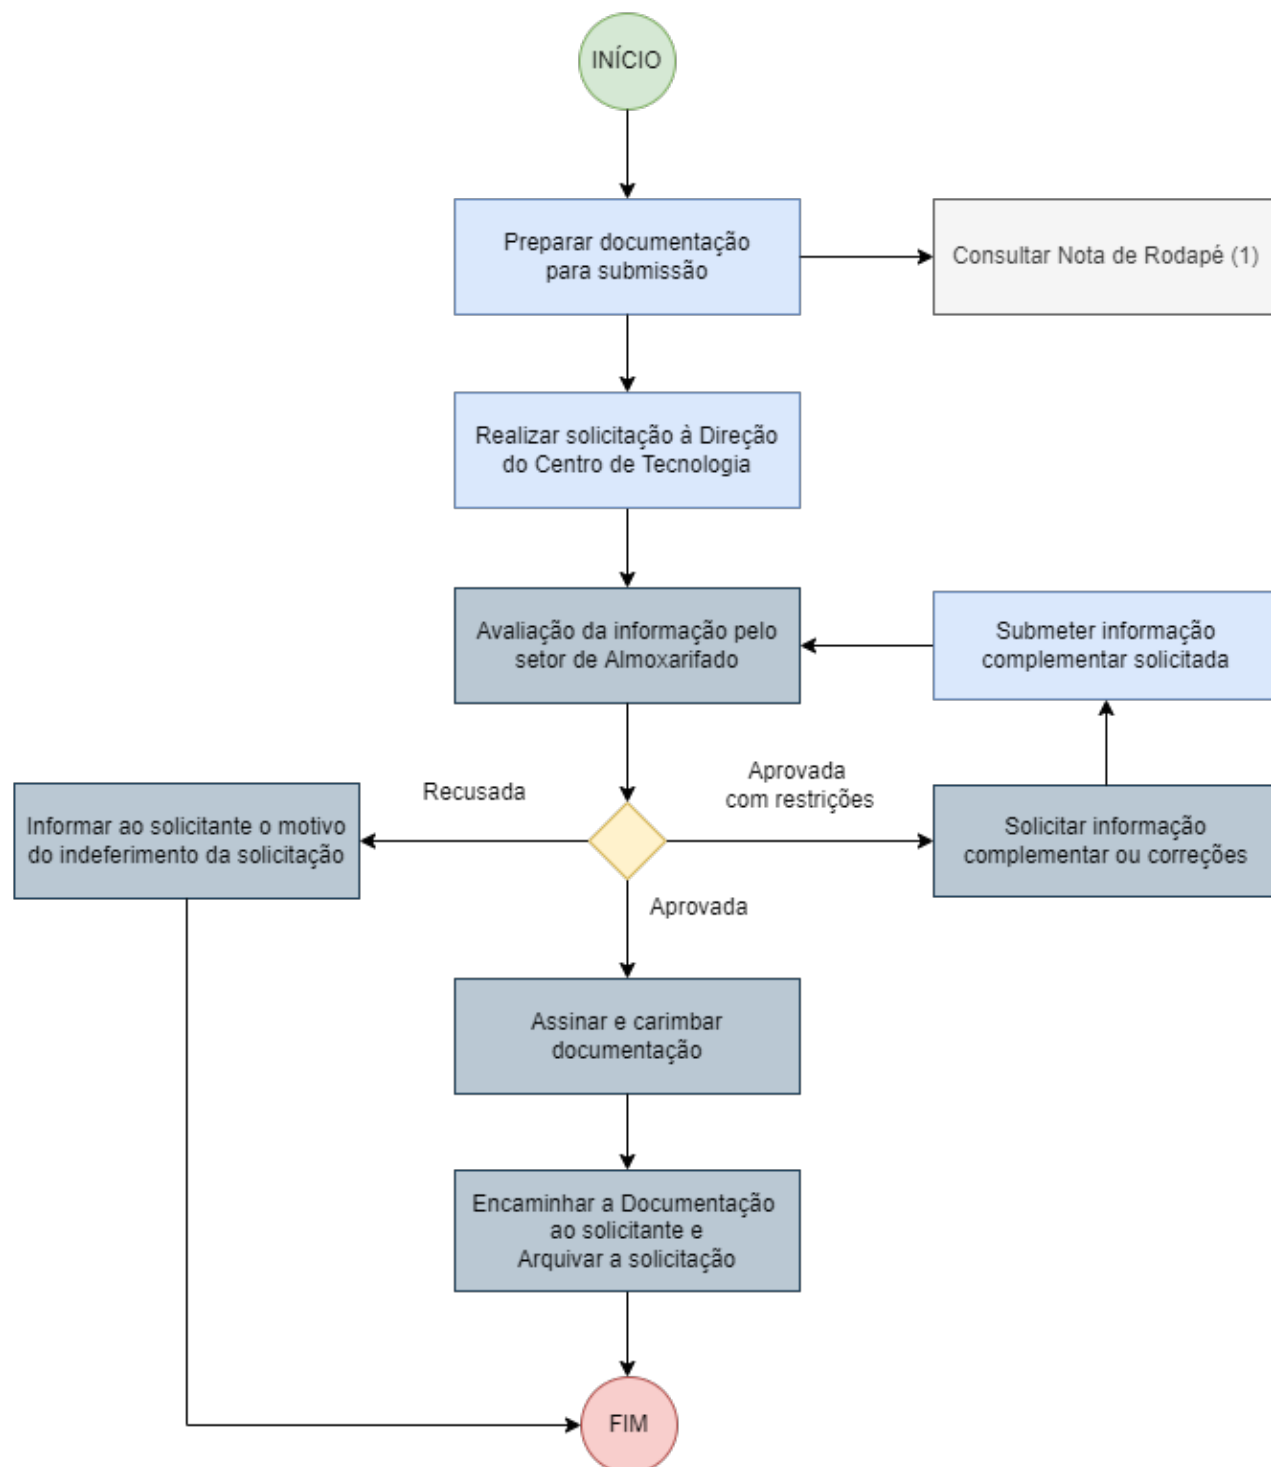 INÍCIO
Preparar documentação
para submissão
Consultar Nota de Rodapé (1)
Realizar solicitação à Direção
do Centro de Tecnologia
Avaliação da informação pelo
setor de Almoxarifado
Submeter informação
complementar solicitada
Recusada
Aprovada
com restrições
Informar ao solicitante o motivo
do indeferimento da solicitação
Solicitar informação
complementar ou correções
Aprovada
Assinar e carimbar
documentação
Encaminhar a Documentação
ao solicitante e
Arquivar a solicitação
FIM